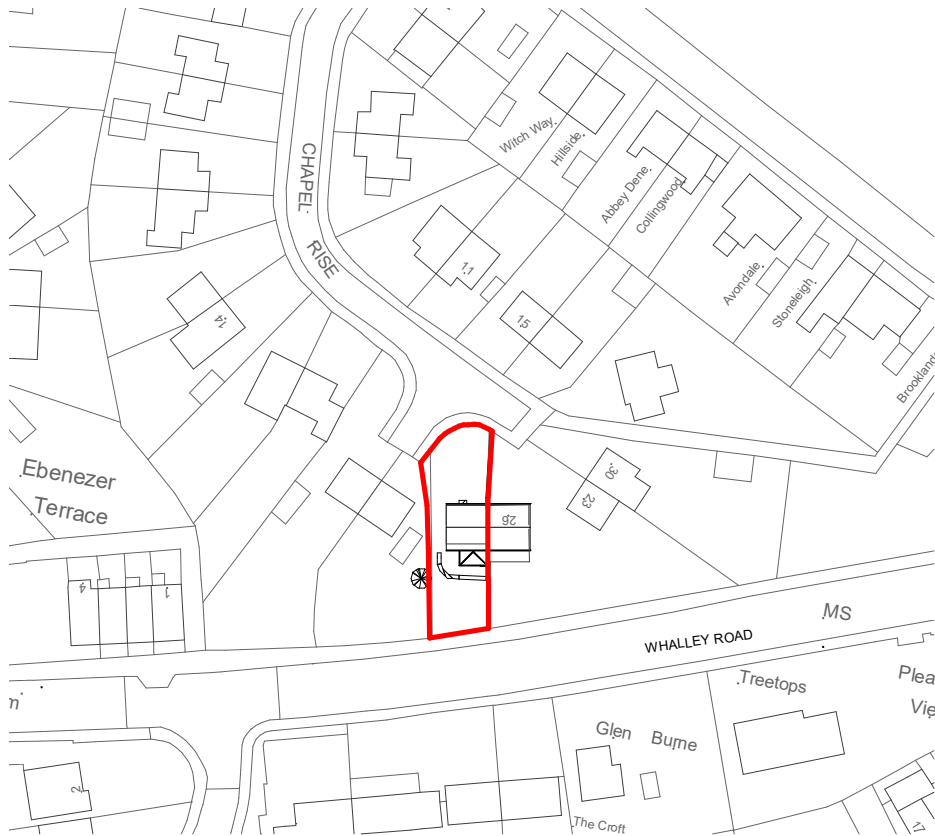 Witch Way
Hillside
CHAPEL
Abbey Dene
Collingwood
RISE
11
Avondale
Stoneleigh
14
15
Brooklands
Ebenezer
Terrace
30
23
26
4
1
MS
WHALLEY ROAD
Treetops
Plea
Vie
m
Glen Burne
2
The Croft
17